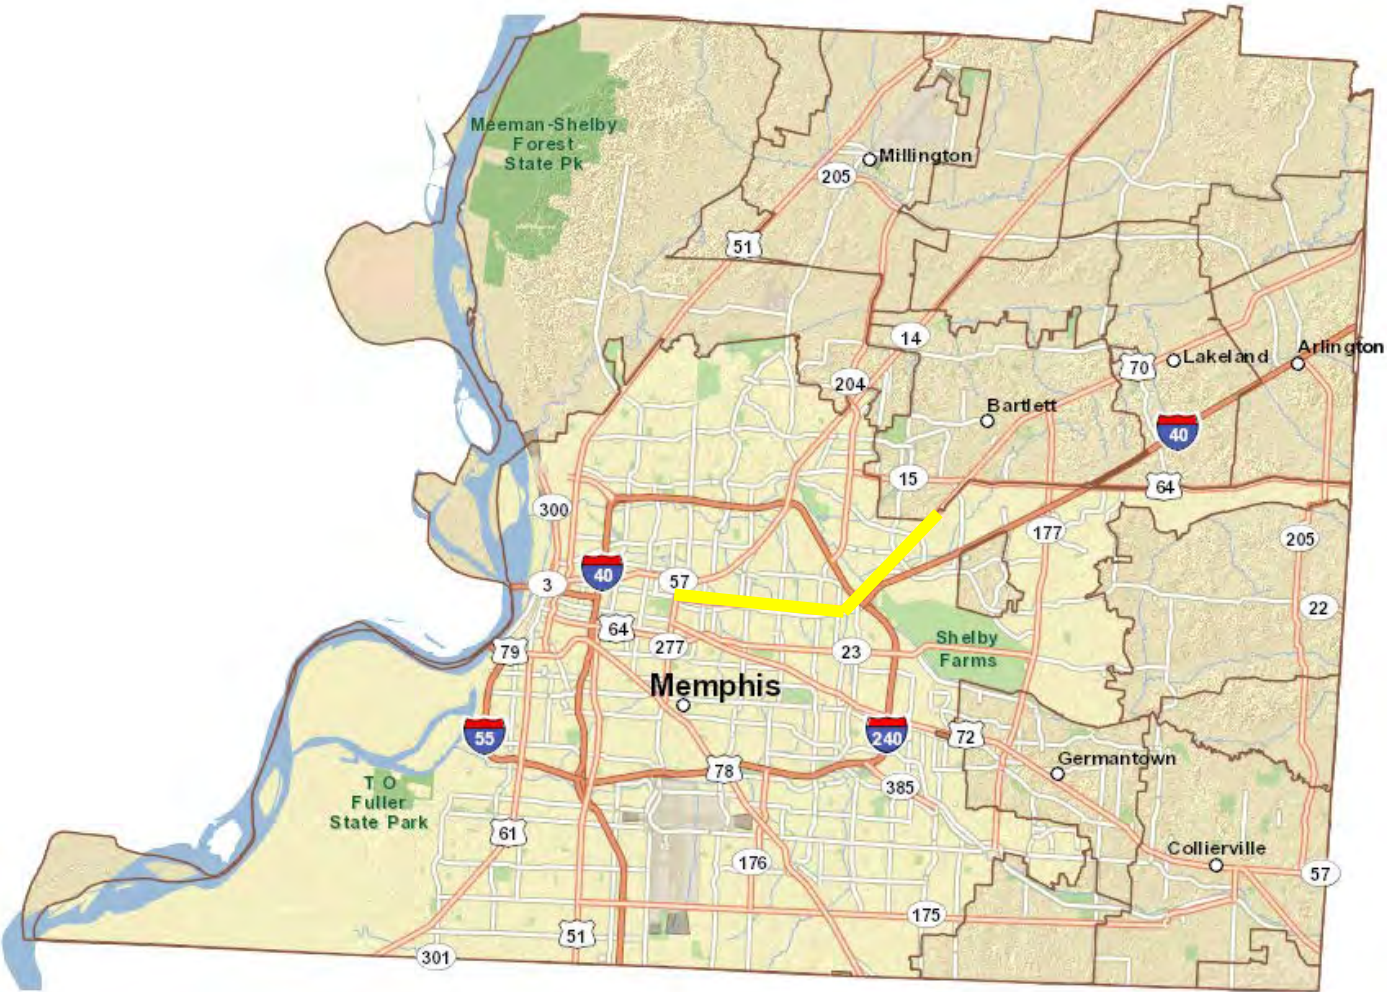 Meeman-Shelby
Forest
State Pk
Millington
205
51
14
Arlington
Lakeland
70
204
Bartlett
40
15
64
300
177
205
3
40
57
22
64
79
277
23
Shelby
Farms
Memphis
55
240
72
Germantown
78
385
T O
Fuller
State Park
61
Collierville
176
57
175
51
301